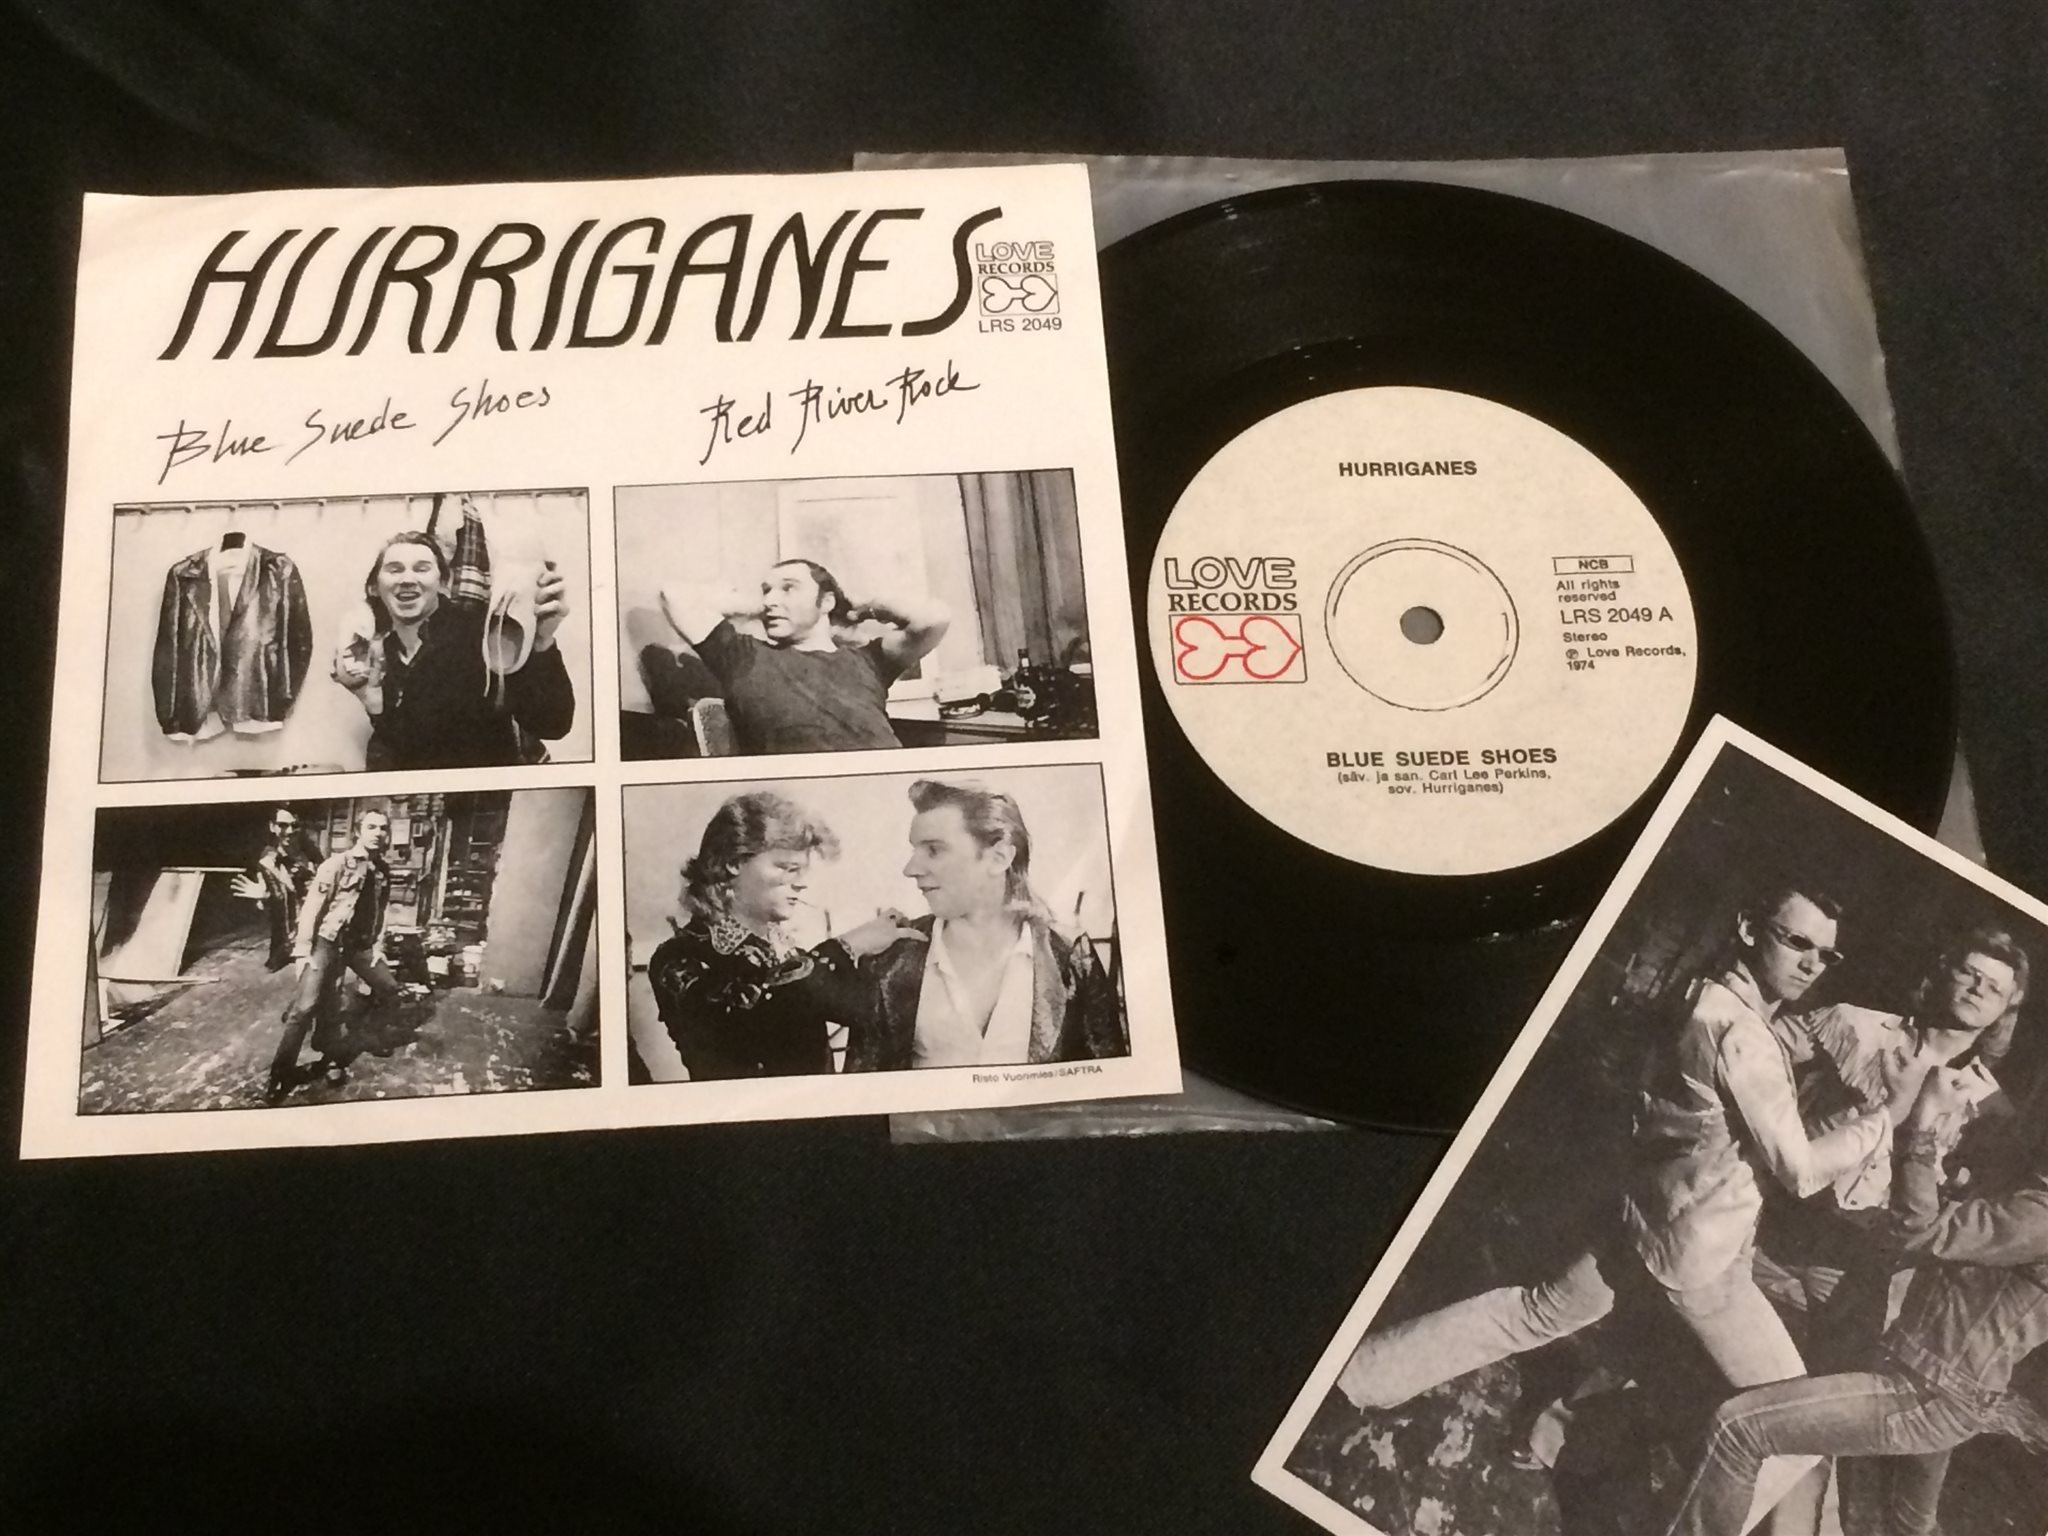 HURRIGANES
LOVE
RECORDS
LRS 2049
Blue Suede Shoes
Red River Rock
Risto Vuorimies/SAFTRA
HURRIGANES
LOVE
RECORDS
NCB
All rights
reserved
LRS 2049 A
Stereo
℗ Love Records,
1974
BLUE SUEDE SHOES
(säv. ja san. Carl Lee Perkins,
sov. Hurriganes)